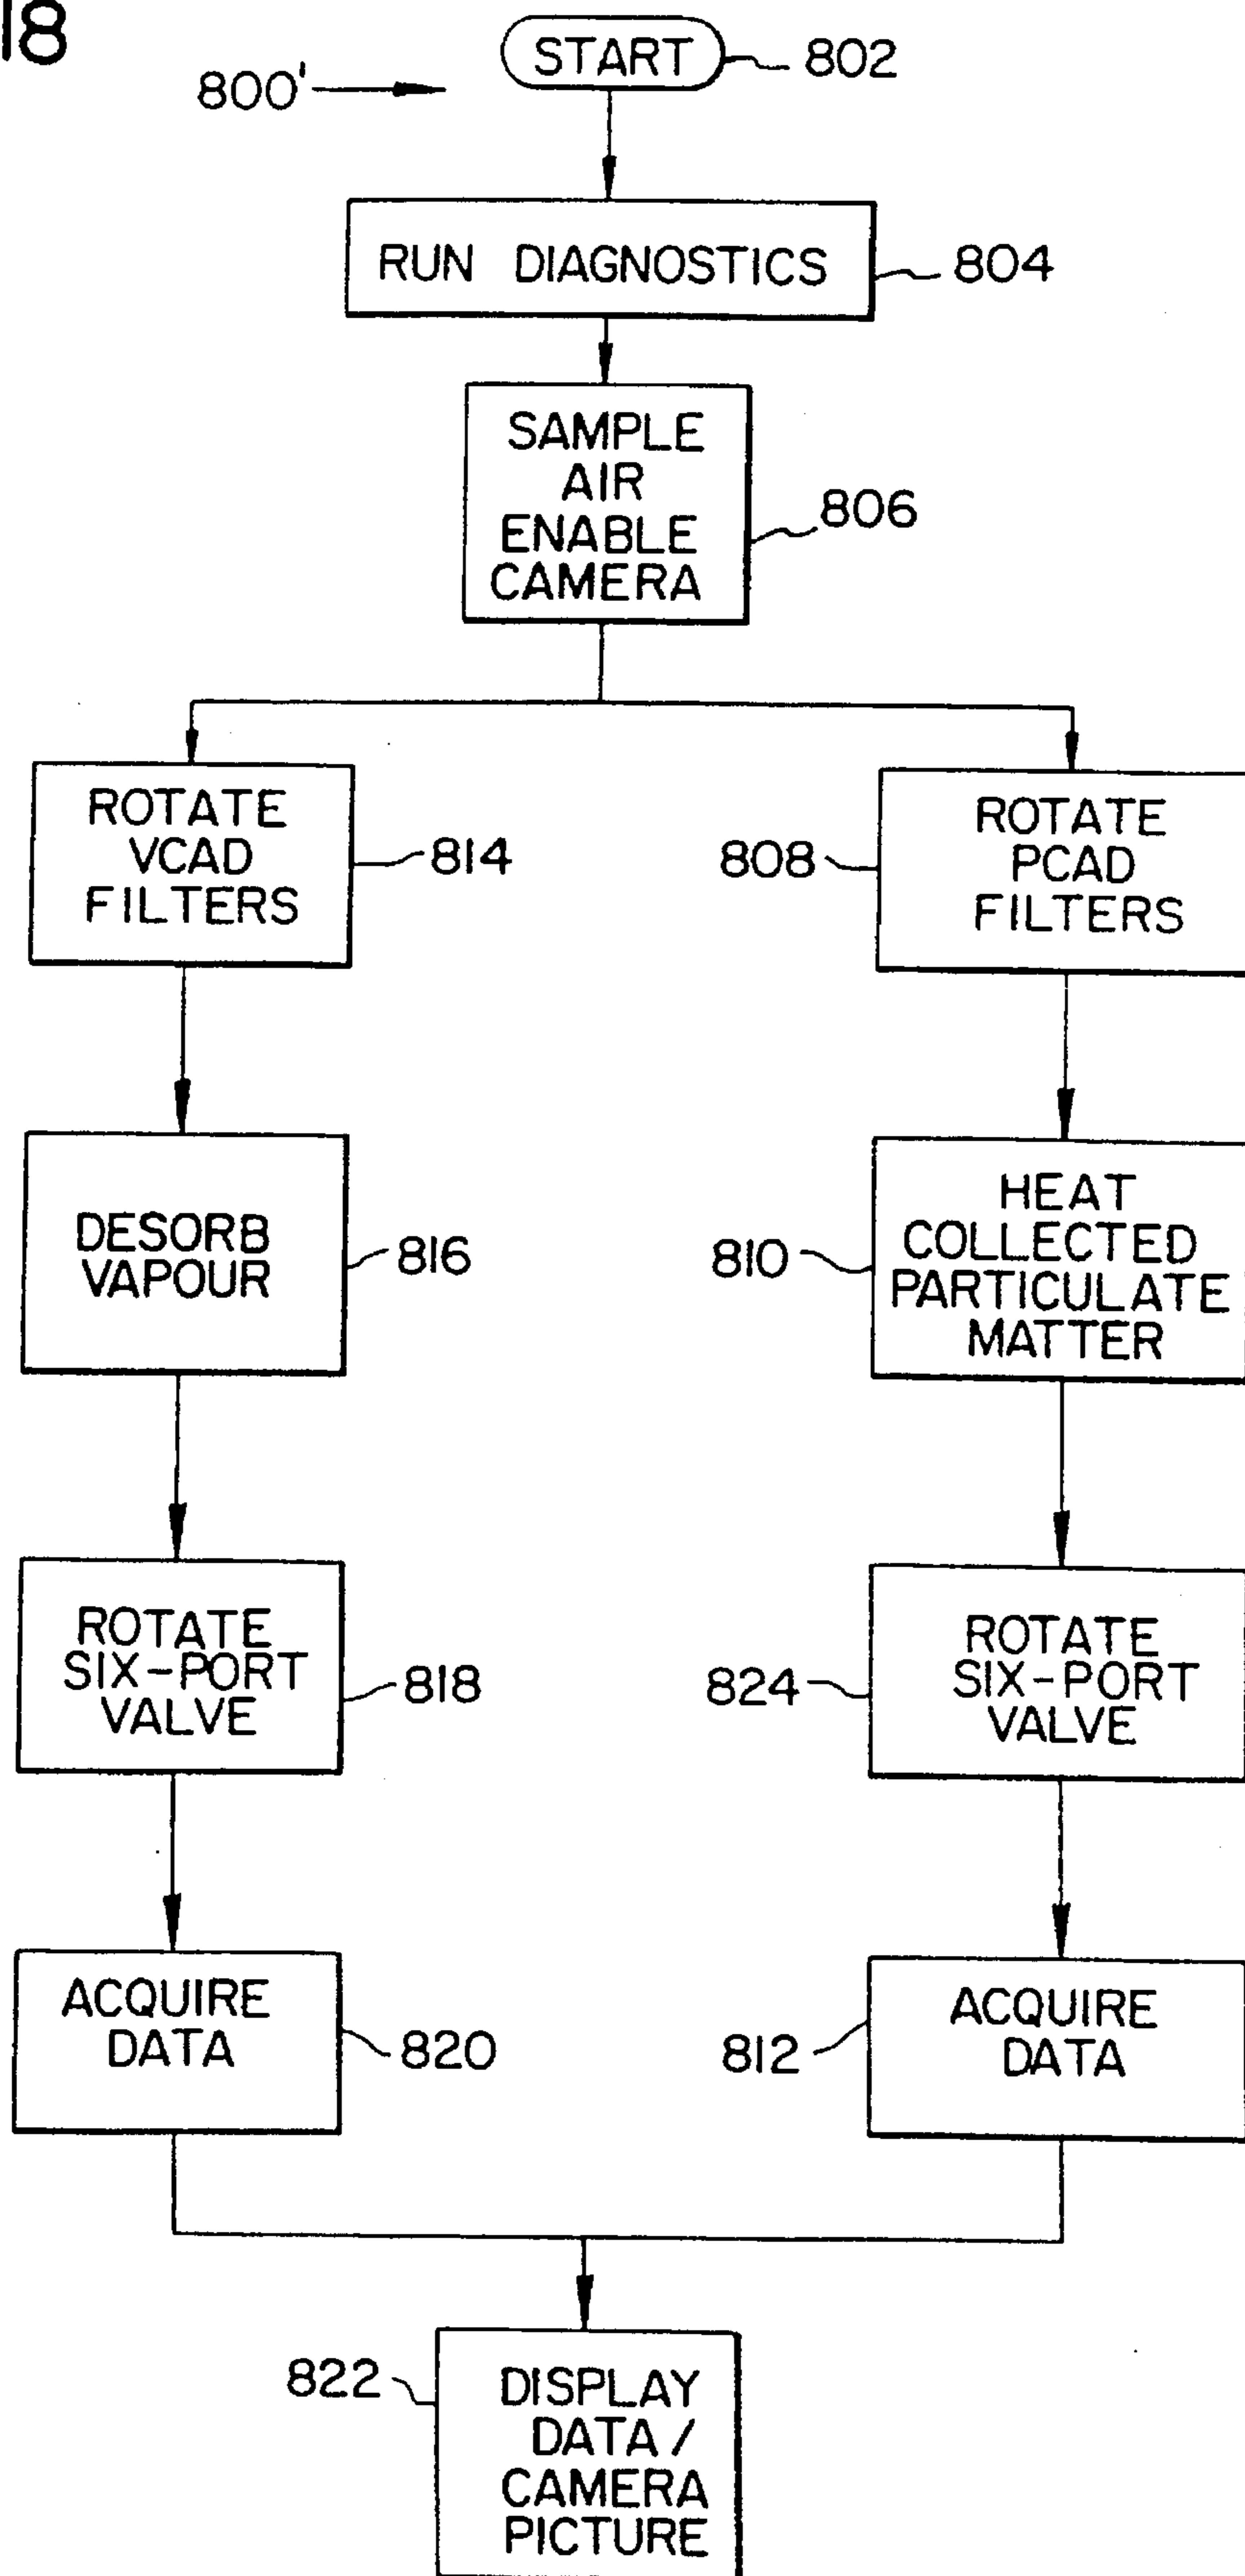 18
800'
START
802
RUN DIAGNOSTICS
804
SAMPLE
AIR
ENABLE
CAMERA
806
ROTATE
VCAD
FILTERS
814
808
ROTATE
PCAD
FILTERS
DESORB
VAPOUR
816
810
HEAT
COLLECTED
PARTICULATE
MATTER
ROTATE
SIX-PORT
VALVE
818
824
ROTATE
SIX-PORT
VALVE
ACQUIRE
DATA
820
812
ACQUIRE
DATA
822
DISPLAY
DATA/
CAMERA
PICTURE